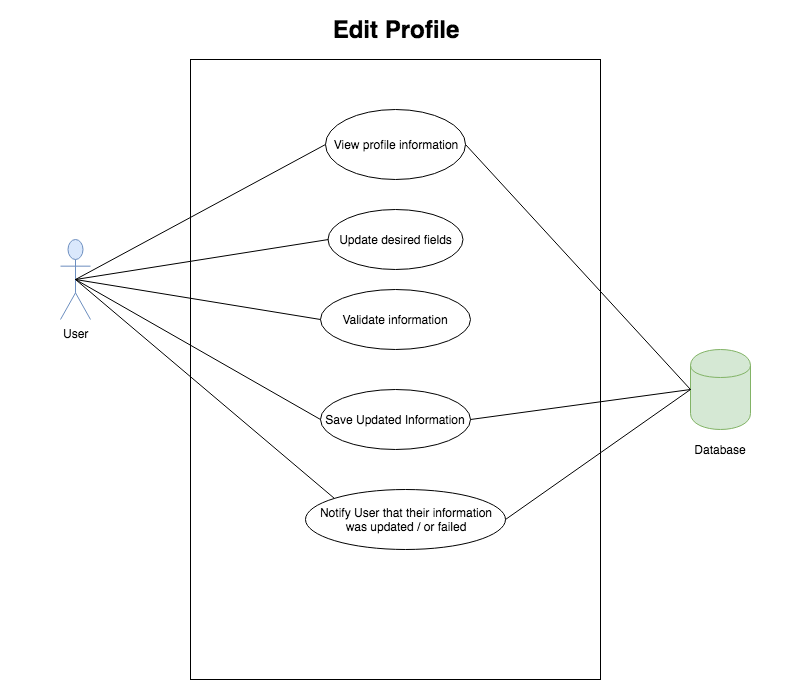 Edit Profile
View profile information
Update desired fields
Validate information
User
Save Updated Information
Database
Notify User that their information
was updated / or failed